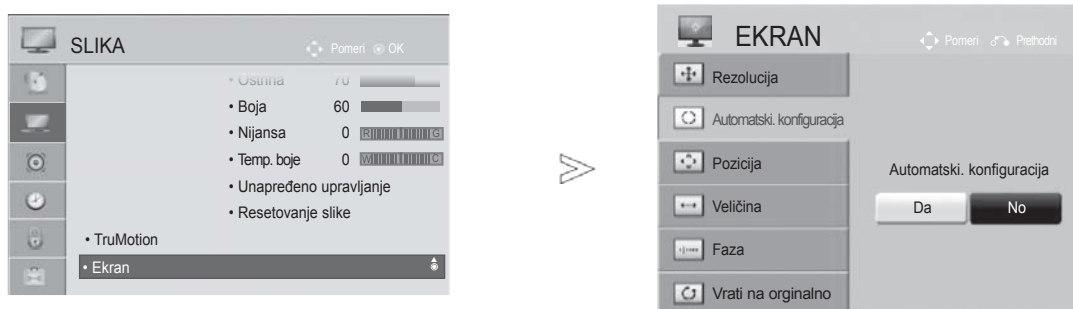 SLIKA
Pomeri OK
• Oštrina 70
• Boja 60
• Nijansa 0 R G
• Temp. boje 0 W C
• Unapređeno upravljanje
• Resetovanje slike
• TruMotion
• Ekran
EKRAN
Pomeri Prethodni
Rezolucija
Automatski. konfiguracija
Pozicija
Veličina
Faza
Vrati na orginalno
Automatski. konfiguracija
Da No